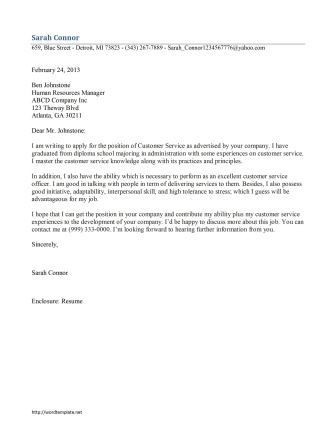 Sarah Connor
659, Blue Street - Detroit, MI 73823 - (343) 267-7889 - Sarah_Connor1234567776@yahoo.com
February 24, 2013
Ben Johnstone
Human Resources Manager
ABCD Company Inc
123 Theway Blvd
Atlanta, GA 30211
Dear Mr. Johnstone:
I am writing to apply for the position of Customer Service as advertised by your company. I have
graduated from diploma school majoring in administration with some experiences on customer service.
I master the customer service knowledge along with its practices and principles.
In addition, I also have the ability which is necessary to perform as an excellent customer service
officer. I am good in talking with people in term of delivering services to them. Besides, I also possess
good initiative, adaptability, interpersonal skill, and high tolerance to stress; which I guess will be
advantageous for my job.
I hope that I can get the position in your company and contribute my ability plus my customer service
experiences to the development of your company. I'd be happy to discuss more about this job. You can
contact me at (999) 333-0000. I'm looking forward to hearing further information from you.
Sincerely,
Sarah Connor
Enclosure: Resume
http://wordtemplate.net